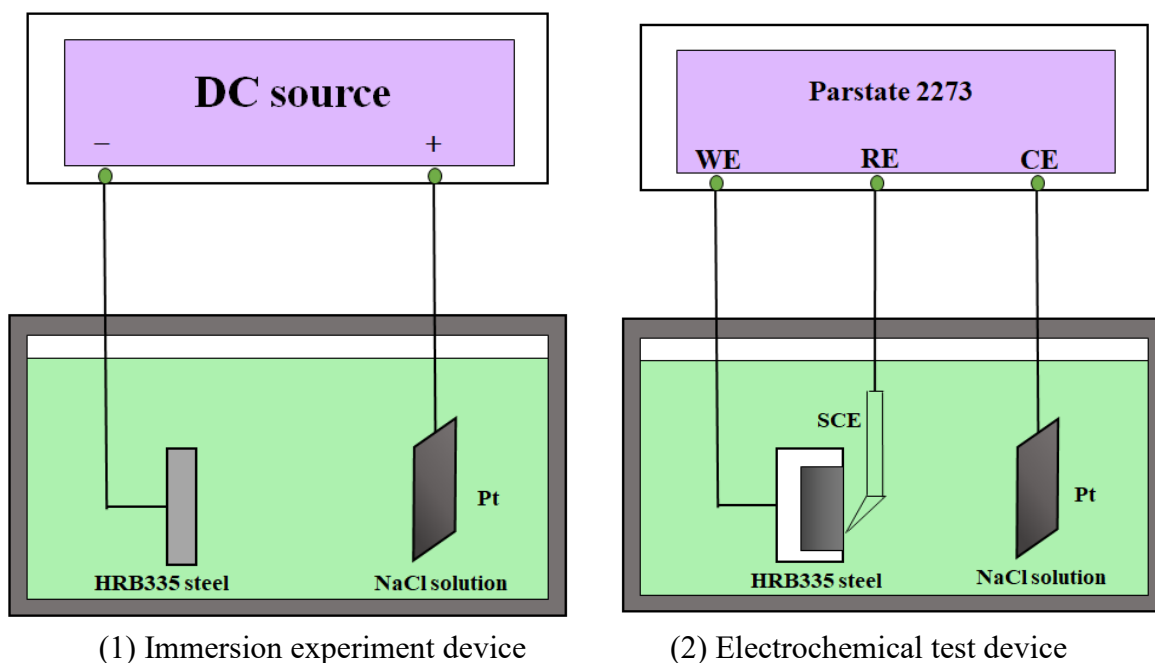 DC source
− +
HRB335 steel
Pt
NaCl solution
(1) Immersion experiment device
Parstate 2273
WE RE CE
SCE
HRB335 steel
Pt
NaCl solution
(2) Electrochemical test device